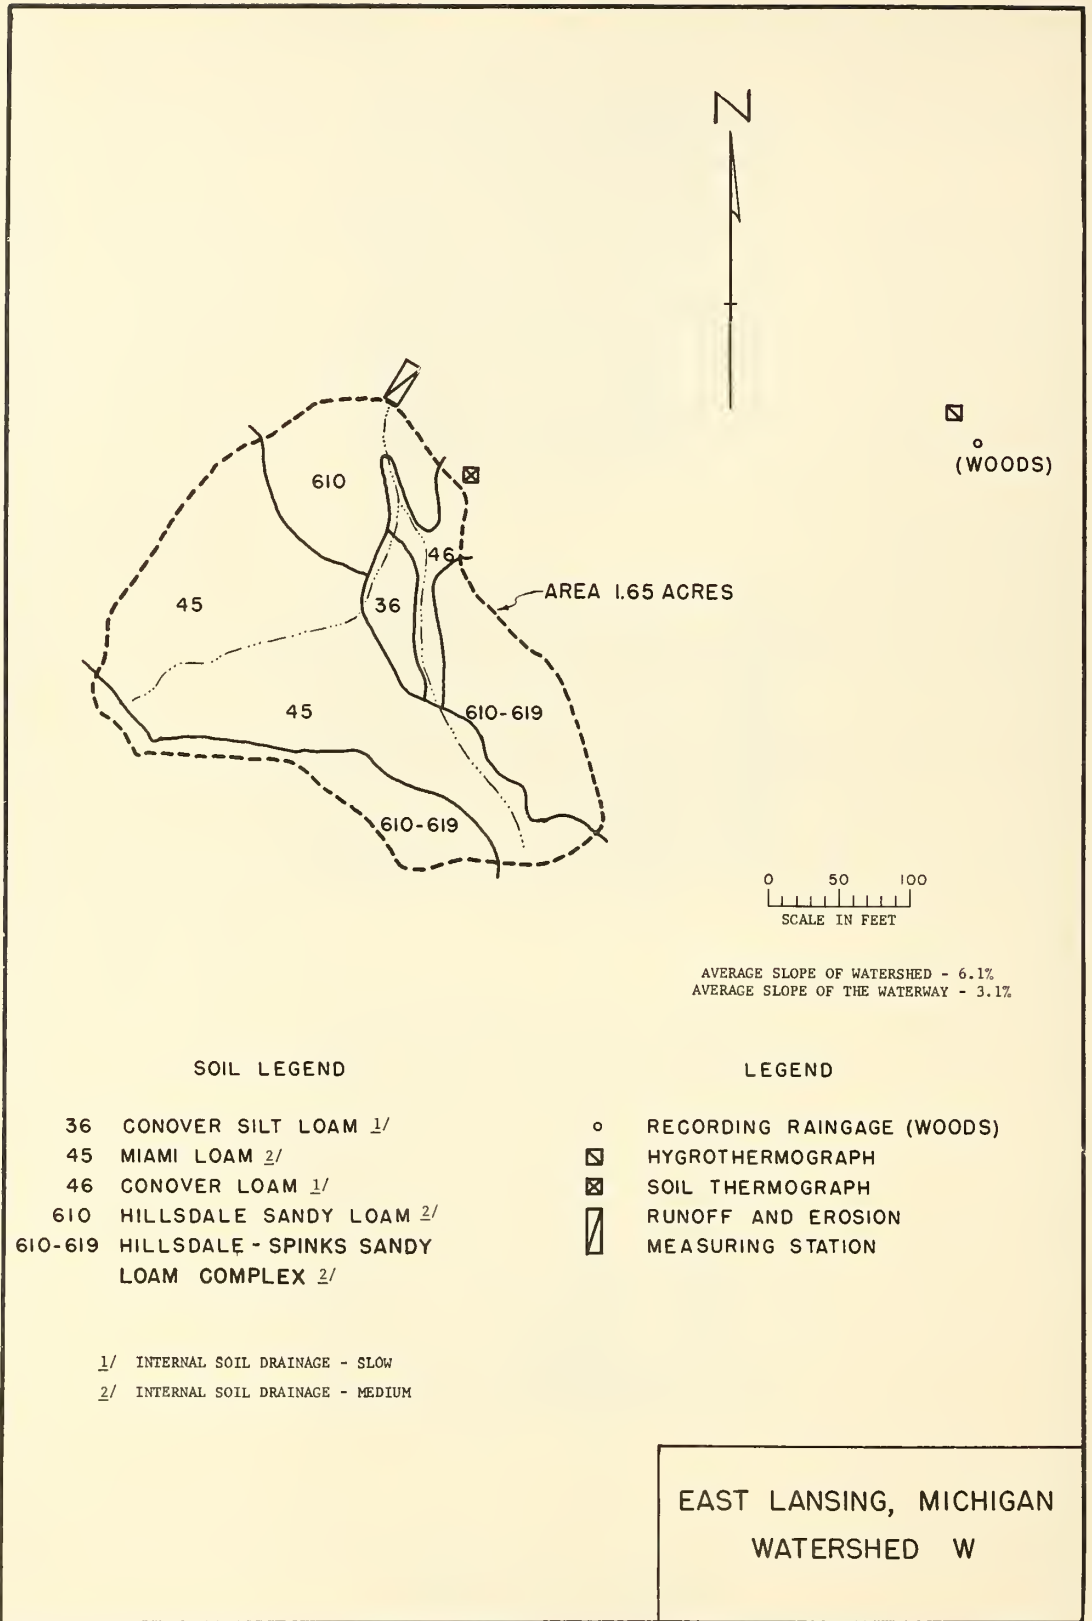 N
(WOODS)
610
46
AREA 1.65 ACRES
45
36
45
610-619
610-619
0 50 100
SCALE IN FEET
AVERAGE SLOPE OF WATERSHED - 6.1%
AVERAGE SLOPE OF THE WATERWAY - 3.1%
SOIL LEGEND
36 CONOVER SILT LOAM 1/
45 MIAMI LOAM 2/
46 CONOVER LOAM 1/
610 HILLSDALE SANDY LOAM 2/
610-619 HILLSDALE - SPINKS SANDY
LOAM COMPLEX 2/
LEGEND
RECORDING RAINGAGE (WOODS)
HYGROTHERMOGRAPH
SOIL THERMOGRAPH
RUNOFF AND EROSION
MEASURING STATION
1/ INTERNAL SOIL DRAINAGE - SLOW
2/ INTERNAL SOIL DRAINAGE - MEDIUM
EAST LANSING, MICHIGAN
WATERSHED W